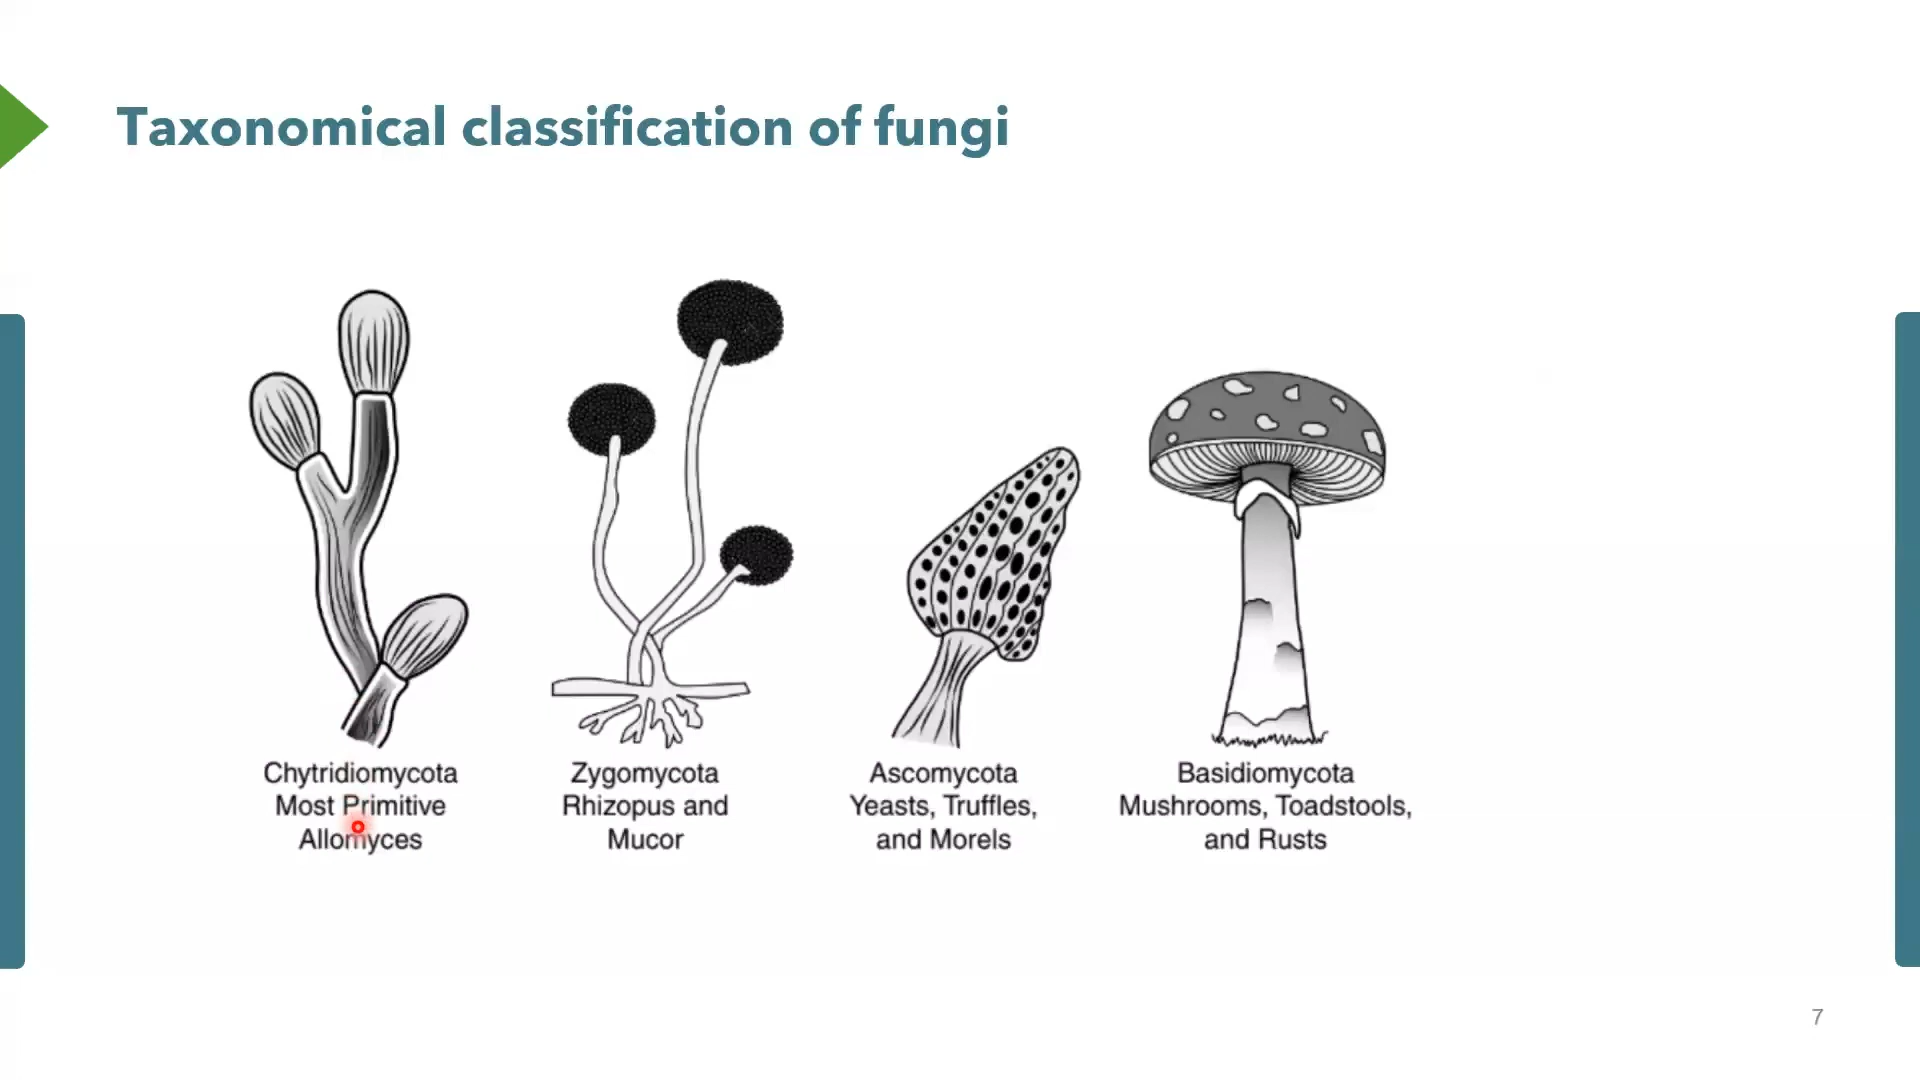 Taxonomical classification of fungi
Chytridiomycota
Most Primitive
Allomyces
Zygomycota
Rhizopus and
Mucor
Ascomycota
Yeasts, Truffles,
and Morels
Basidiomycota
Mushrooms, Toadstools,
and Rusts
7